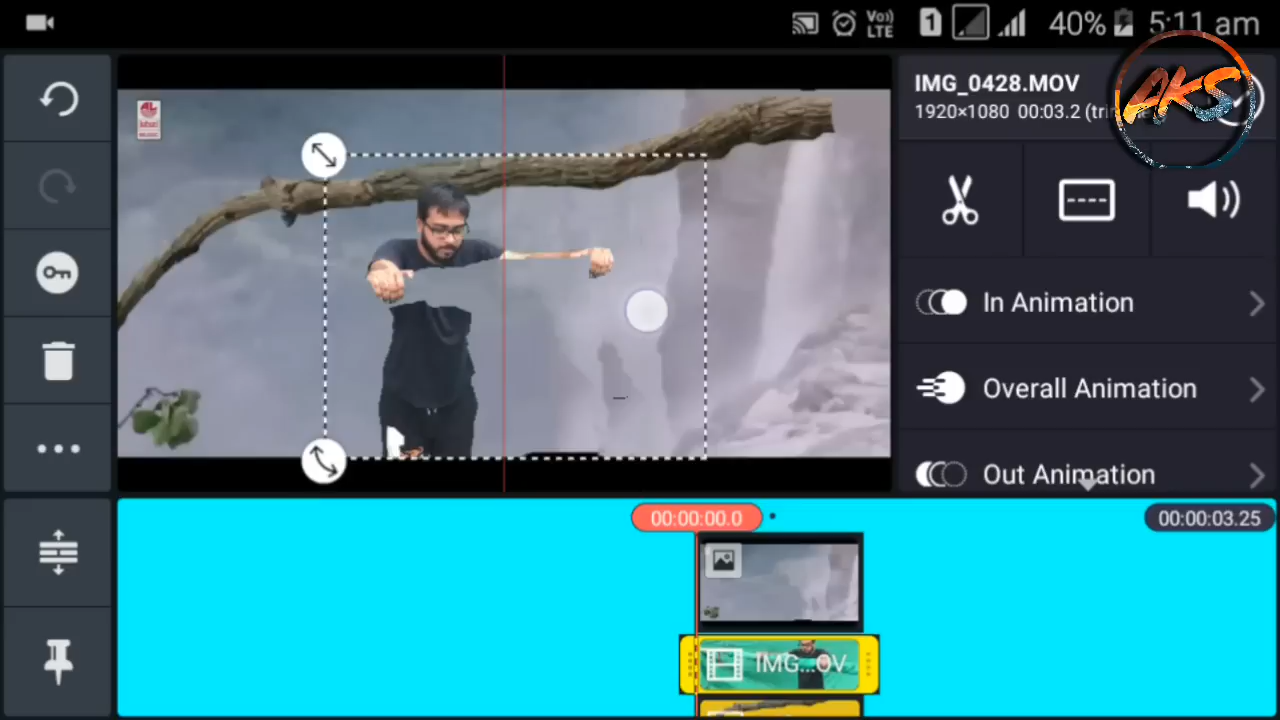 Vo)
LTE
1
40%
5:11 am
IMG_0428.MOV
1920×1080 00:03.2
AKS
AL
In Animation
Overall Animation
Out Animation
00:00:00.0
00:00:03.25
IMG...OV